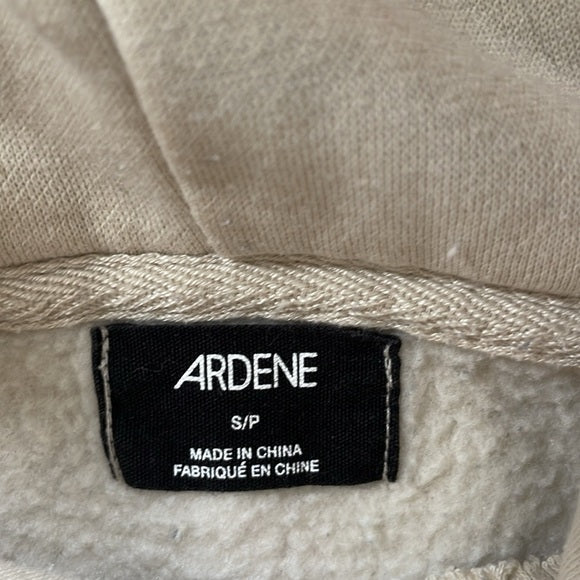 ARDENE
S/P
MADE IN CHINA
FABRIQUÉ EN CHINE